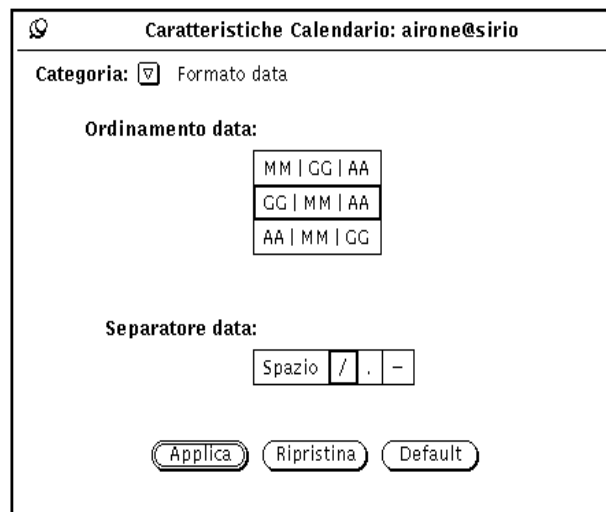 Caratteristiche Calendario: airone@sirio
Categoria: Formato data
Ordinamento data:
MM | GG | AA
GG | MM | AA
AA | MM | GG
Separatore data:
Spazio / . –
Applica Ripristina Default